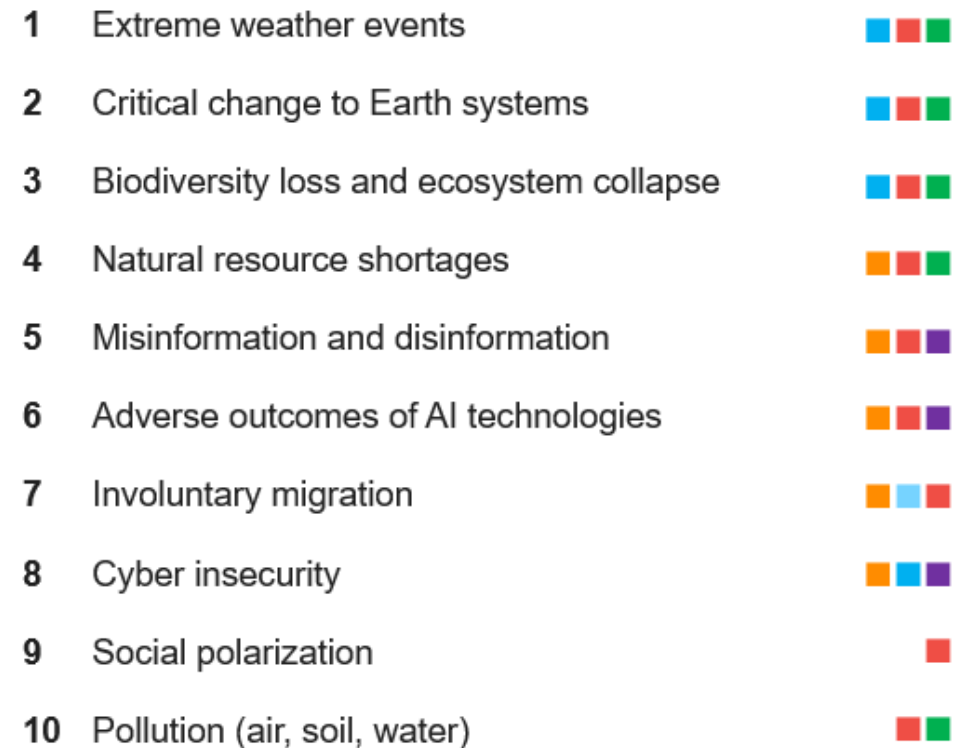 1 Extreme weather events
2 Critical change to Earth systems
3 Biodiversity loss and ecosystem collapse
4 Natural resource shortages
5 Misinformation and disinformation
6 Adverse outcomes of AI technologies
7 Involuntary migration
8 Cyber insecurity
9 Social polarization
10 Pollution (air, soil, water)